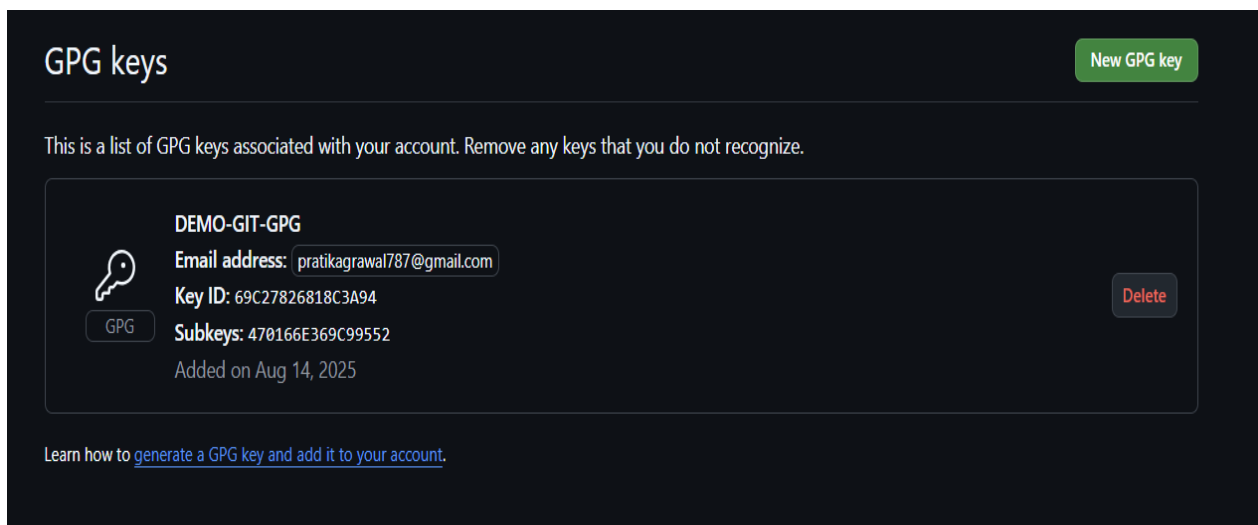 GPG keys
New GPG key
This is a list of GPG keys associated with your account. Remove any keys that you do not recognize.
DEMO-GIT-GPG
Email address: pratikagrawal787@gmail.com
Key ID: 69C27826818C3A94
GPG
Subkeys: 470166E369C99552
Added on Aug 14, 2025
Delete
Learn how to generate a GPG key and add it to your account.